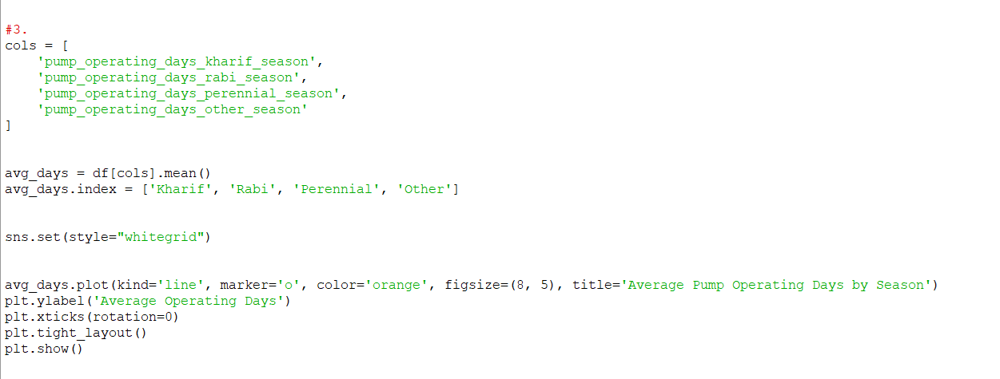 #3.
cols = [
    'pump_operating_days_kharif_season',
    'pump_operating_days_rabi_season',
    'pump_operating_days_perennial_season',
    'pump_operating_days_other_season'
]
avg_days = df[cols].mean()
avg_days.index = ['Kharif', 'Rabi', 'Perennial', 'Other']
sns.set(style="whitegrid")
avg_days.plot(kind='line', marker='o', color='orange', figsize=(8, 5), title='Average Pump Operating Days by Season')
plt.ylabel('Average Operating Days')
plt.xticks(rotation=0)
plt.tight_layout()
plt.show()